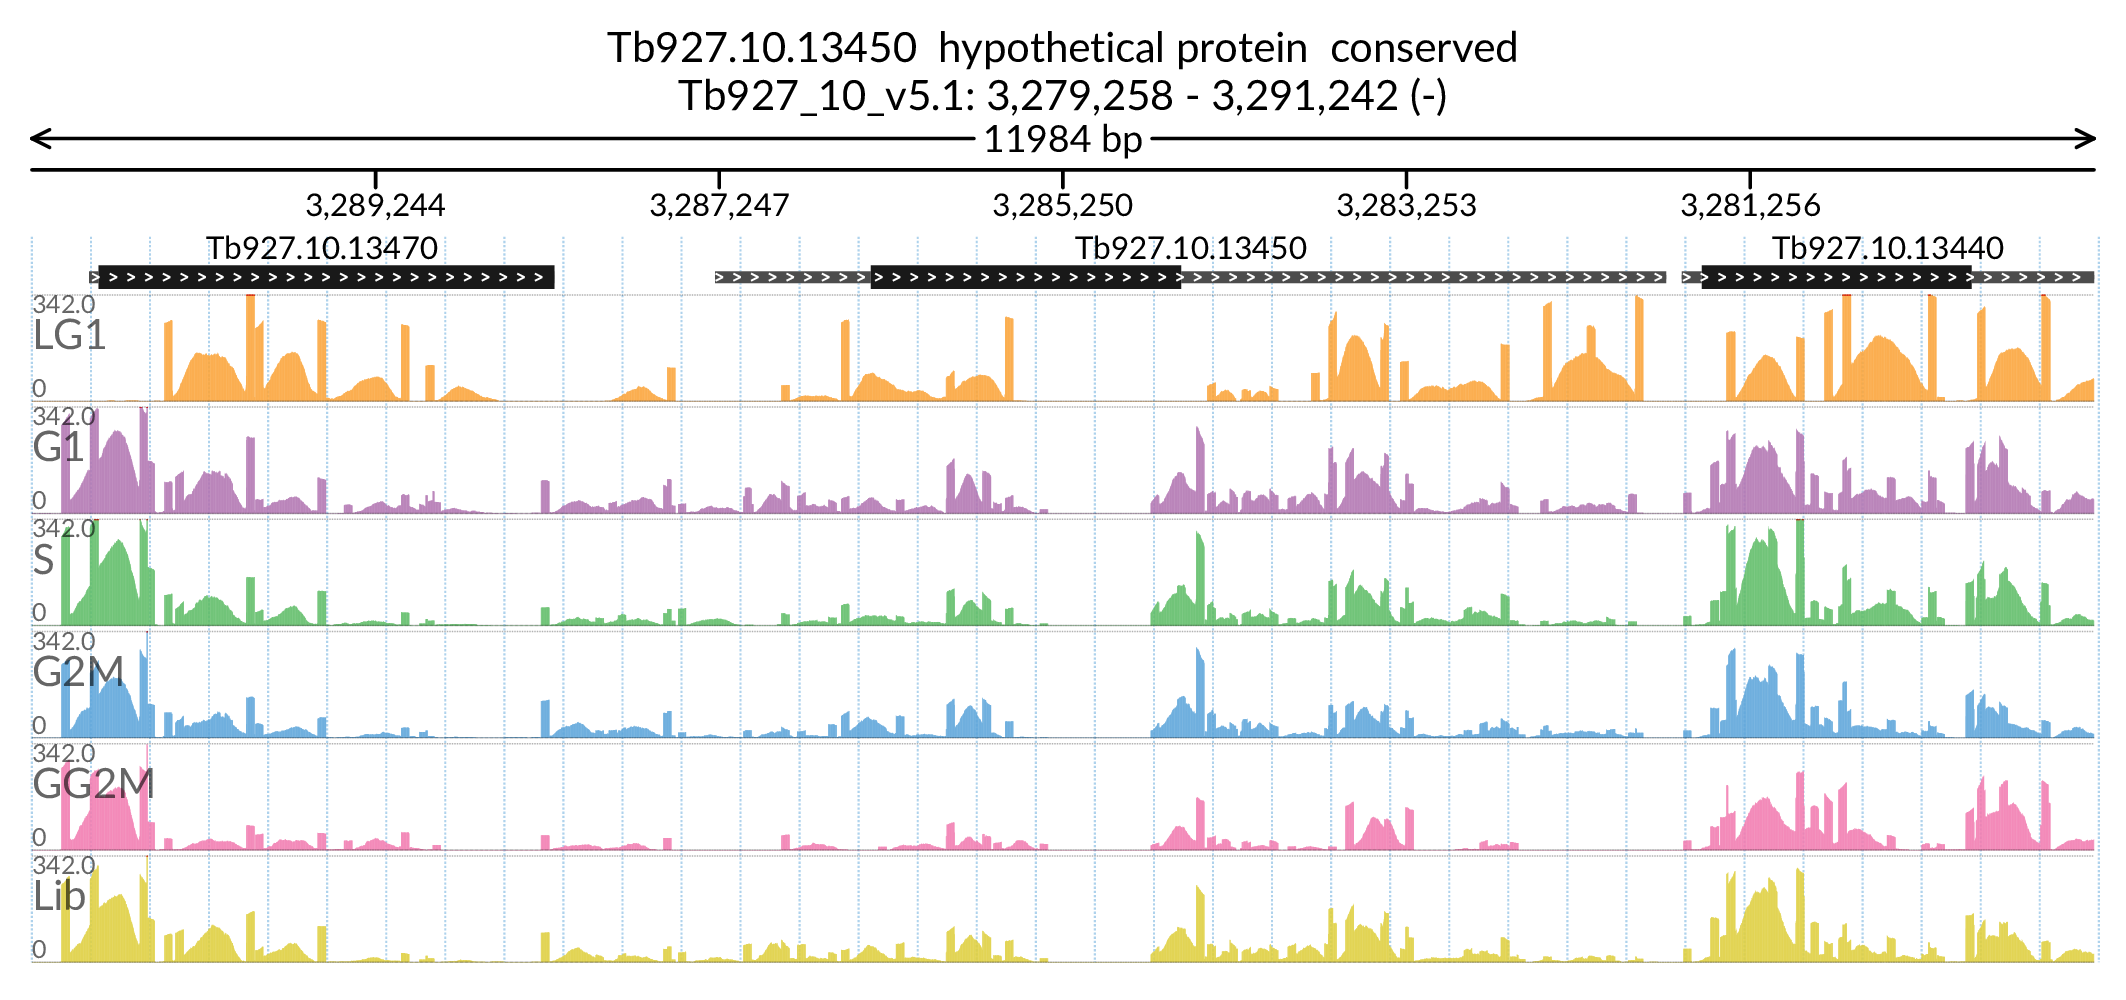 Tb927.10.13450  hypothetical protein  conserved
Tb927_10_v5.1: 3,279,258 - 3,291,242 (-)
11984 bp
3,289,244 3,287,247 3,285,250 3,283,253 3,281,256
Tb927.10.13470 Tb927.10.13450 Tb927.10.13440
342.0
LG1
0
342.0
G1
0
342.0
S
0
342.0
G2M
0
342.0
GG2M
0
342.0
Lib
0